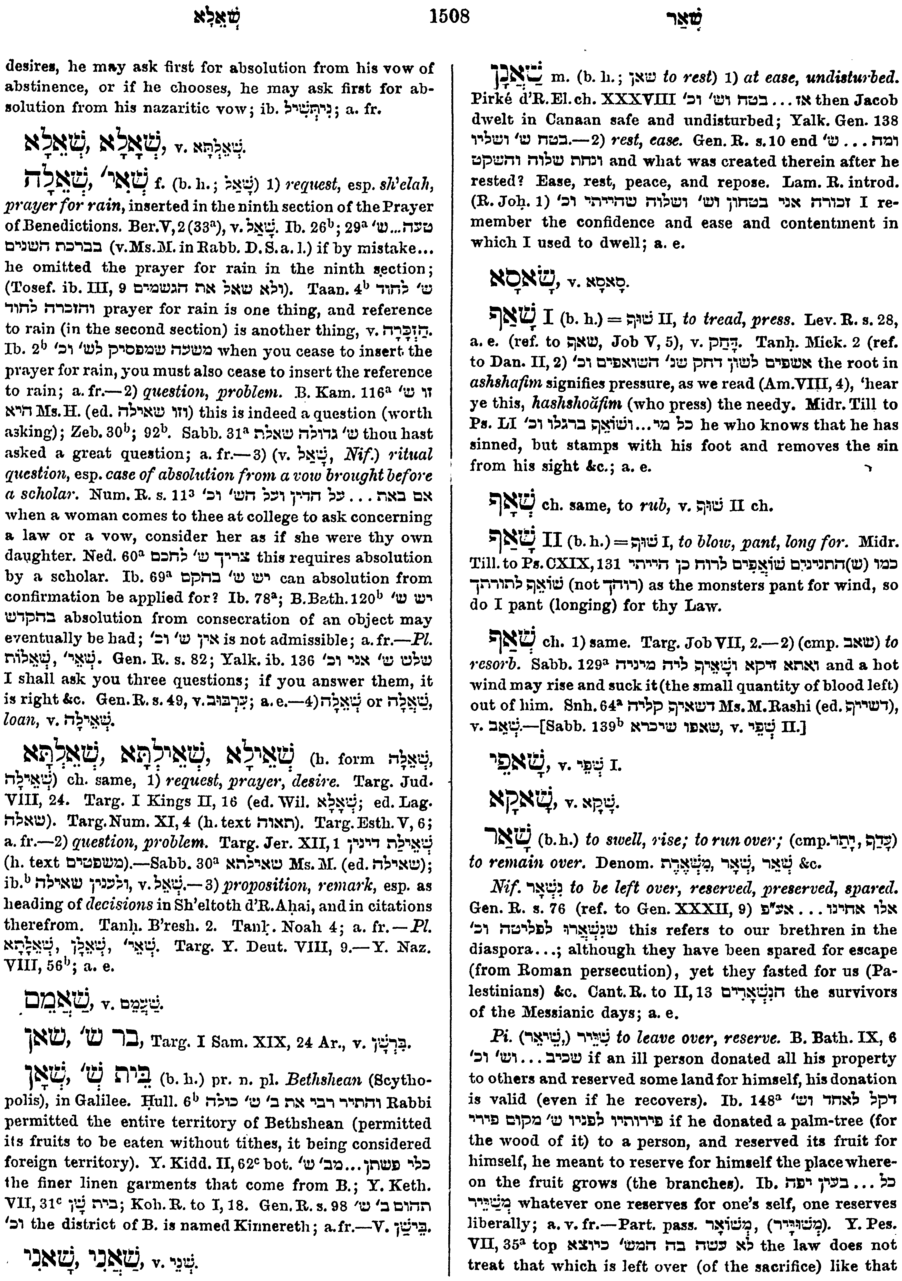 שְׁאֵלָא 1508 שָׁאַר
desires, he may ask first for absolution from his vow of
abstinence, or if he chooses, he may ask first for ab-
solution from his nazaritic vow; ib. נִיתְּשִׁיל; a. fr.
שְׁאֵלָא, שְׁאָלָא, v. שְׁאֵלְתָּא.
שְׁאֵלָה, שְׁאֵי׳ f. (b. h.; שָׁאַל) 1) request, esp. sh'elah,
prayer for rain, inserted in the ninth section of the Prayer
of Benedictions. Ber. V, 2 (33ᵃ), v. שָׁאַל. Ib. 26ᵇ; 29ᵃ טעה...ש׳
בברכת השנים (v. Ms. M. in Rabb. D. S. a. l.) if by mistake...
he omitted the prayer for rain in the ninth section;
(Tosef. ib. III, 9 ולא שאל את הגשמים). Taan. 4ᵇ ש׳ לחוד
והזכרה לחוד prayer for rain is one thing, and reference
to rain (in the second section) is another thing, v. הַזְכָּרָה.
Ib. 2ᵇ משעה שמפסיק לש׳ וכ׳ when you cease to insert the
prayer for rain, you must also cease to insert the reference
to rain; a. fr.—2) question, problem. B. Kam. 116ᵃ זו ש׳
היא Ms. H. (ed. וזו שאילה) this is indeed a question (worth
asking); Zeb. 30ᵇ; 92ᵇ. Sabb. 31ᵃ ש׳ גדולה שאלת thou hast
asked a great question; a. fr.—3) (v. שָׁאַל, Nif.) ritual
question, esp. case of absolution from a vow brought before
a scholar. Num. R. s. 11³ אם באת... על הדין ועל הש׳ וכ׳
when a woman comes to thee at college to ask concerning
a law or a vow, consider her as if she were thy own
daughter. Ned. 60ᵃ צריך ש׳ לחכם this requires absolution
by a scholar. Ib. 69ᵃ יש ש׳ בהקם can absolution from
confirmation be applied for? Ib. 78ᵃ; B. Bath. 120ᵇ יש ש׳
בהקדש absolution from consecration of an object may
eventually be had; אין ש׳ וכ׳ is not admissible; a. fr.—Pl.
שְׁאֵלוֹת, שְׁאֵי׳. Gen. R. s. 82; Yalk. ib. 136 שלש ש׳ אני וכ׳
I shall ask you three questions; if you answer them, it
is right &c. Gen. R. s. 49, v. עִרְבּוּב; a. e.—4) שְׁאֵלָה or שְׁאֵלָה,
loan, v. שְׁאֵילָה.
שְׁאֵילָא, שְׁאֵילְתָּא, שְׁאֵלְתָּא (h. form שְׁאֵלָה,
שְׁאֵילָה) ch. same, 1) request, prayer, desire. Targ. Jud.
VIII, 24. Targ. I Kings II, 16 (ed. Wil. שְׁאֵלָא; ed. Lag.
שאלה). Targ. Num. XI, 4 (h. text תאוה). Targ. Esth. V, 6;
a. fr.—2) question, problem. Targ. Jer. XII, 1 שְׁאֵילַת דינין
(h. text משפטים).—Sabb. 30ᵃ שאילתא Ms. M. (ed. שאילה);
ib.ᵇ ולענין שאילה, v. שָׁאַל.—3) proposition, remark, esp. as
heading of decisions in Sh'eltoth d'R. Aḥai, and in citations
therefrom. Tanḥ. B'resh. 2. Tanḥ. Noah 4; a. fr.—Pl.
שְׁאֵלָתָא, שְׁאֵלָן, שְׁאֵי׳. Targ. Y. Deut. VIII, 9.—Y. Naz.
VIII, 56ᵇ; a. e.
שַׁאֲמֵם, v. שַׁעֲמֵם.
בר ש׳, שאן, Targ. I Sam. XIX, 24 Ar., v. בַּרְשָׁן.
בֵּית שְׁ׳, שְׁאָן (b. h.) pr. n. pl. Bethshean (Scytho-
polis), in Galilee. Ḥull. 6ᵇ והתיר רבי את ב׳ ש׳ כולה Rabbi
permitted the entire territory of Bethshean (permitted
its fruits to be eaten without tithes, it being considered
foreign territory). Y. Kidd. II, 62ᶜ bot. כלי פשתן...מב׳ ש׳
the finer linen garments that come from B.; Y. Keth.
VII, 31ᶜ בית שָׁן; Koh. R. to I, 18. Gen. R. s. 98 תחום ב׳ ש׳
וכ׳ the district of B. is named Kinnereth; a. fr.—V. בֵּישָׁן.
שַׁאֲנִי, שָׁאנֵי, v. שְׁנֵי.
שַׁאֲנָן m. (b. h.; שאן to rest) 1) at ease, undisturbed.
Pirké d'R. El. ch. XXXVIII אז... בטח וש׳ וכ׳ then Jacob
dwelt in Canaan safe and undisturbed; Yalk. Gen. 138
בטח ש׳ ושליו.—2) rest, ease. Gen. R. s. 10 end ומה... ש׳
ונחת שלוה והשקט and what was created therein after he
rested? Ease, rest, peace, and repose. Lam. R. introd.
(R. Joḥ. 1) זכורה אני בטחון וש׳ ושלוה שהייתי וכ׳ I re-
member the confidence and ease and contentment in
which I used to dwell; a. e.
שָׁאסָא, v. סָאסָא.
שָׁאַף I (b. h.) = שׁוּף II, to tread, press. Lev. R. s. 28,
a. e. (ref. to שאף, Job V, 5), v. דָּחַק. Tanḥ. Mick. 2 (ref.
to Dan. II, 2) אשפים לשון דחק שנ׳ השואפים וכ׳ the root in
ashshafim signifies pressure, as we read (Am. VIII, 4), 'hear
ye this, hashshoăfim (who press) the needy. Midr. Till to
Ps. LI כל מי...ושׁוֹאֵף ברגלו וכ׳ he who knows that he has
sinned, but stamps with his foot and removes the sin
from his sight &c.; a. e.
שָׁאַף ch. same, to rub, v. שׁוּף II ch.
שָׁאַף II (b. h.) = שׁוּף I, to blow, pant, long for. Midr.
Till. to Ps. CXIX, 131 כמו (ש)התנינים שׁוֹאֲפִים לרוח כן הייתי
שׁוֹאֵף לתורתך (not רודך) as the monsters pant for wind, so
do I pant (longing) for thy Law.
שְׁאַף ch. 1) same. Targ. Job VII, 2.—2) (cmp. שאב) to
resorb. Sabb. 129ᵃ ואתא זיקא וְשָׁאֵיף ליה מיניה and a hot
wind may rise and suck it (the small quantity of blood left)
out of him. Snh. 64ᵃ דשאיף קליה Ms. M. Rashi (ed. דשייף),
v. שְׁאַב.—[Sabb. 139ᵇ שאפו שיכרא, v. שְׁפֵי II.]
שָׁאפֵי, v. שְׁפֵי I.
שָׁאקָא, v. שָׁקָא.
שָׁאַר (b. h.) to swell, rise; to run over; (cmp. יָתַר, עָדַף)
to remain over. Denom. שְׁאֵר, שְׁאָר, מִשְׁאֶרֶת &c.
Nif. נִשְׁאַר to be left over, reserved, preserved, spared.
Gen. R. s. 76 (ref. to Gen. XXXII, 9) אלו אחינו... אע״פ
שנִּשְׁאֲרוּ לפליטה וכ׳ this refers to our brethren in the
diaspora...; although they have been spared for escape
(from Roman persecution), yet they fasted for us (Pa-
lestinians) &c. Cant. R. to II, 13 הנִּשְׁאָרִים the survivors
of the Messianic days; a. e.
Pi. (שִׁיאֵר,) שִׁיֵּיר to leave over, reserve. B. Bath. IX, 6
שכיב... וש׳ וכ׳ if an ill person donated all his property
to others and reserved some land for himself, his donation
is valid (even if he recovers). Ib. 148ᵃ דקל לאחד וש׳
פירותיו לפניו ש׳ מקום פירי if he donated a palm-tree (for
the wood of it) to a person, and reserved its fruit for
himself, he meant to reserve for himself the place where-
on the fruit grows (the branches). Ib. כל... בעין יפה
מְשַׁיֵּיר whatever one reserves for one's self, one reserves
liberally; a. v. fr.—Part. pass. מְשׁוֹאָר, (מְשׁוּיָּיר). Y. Pes.
VII, 35ᵃ top לא עשה בה המש׳ כיוצא the law does not
treat that which is left over (of the sacrifice) like that